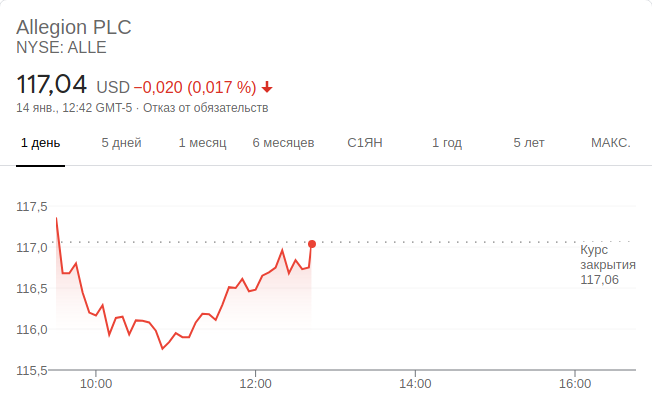 Allegion PLC
NYSE: ALLE
117,04 USD −0,020 (0,017 %)
14 янв., 12:42 GMT-5 · Отказ от обязательств
1 день 5 дней 1 месяц 6 месяцев С1ЯН 1 год 5 лет МАКС.
117,5
117,0
Курс
закрытия
117,06
116,5
116,0
115,5
10:00 12:00 14:00 16:00